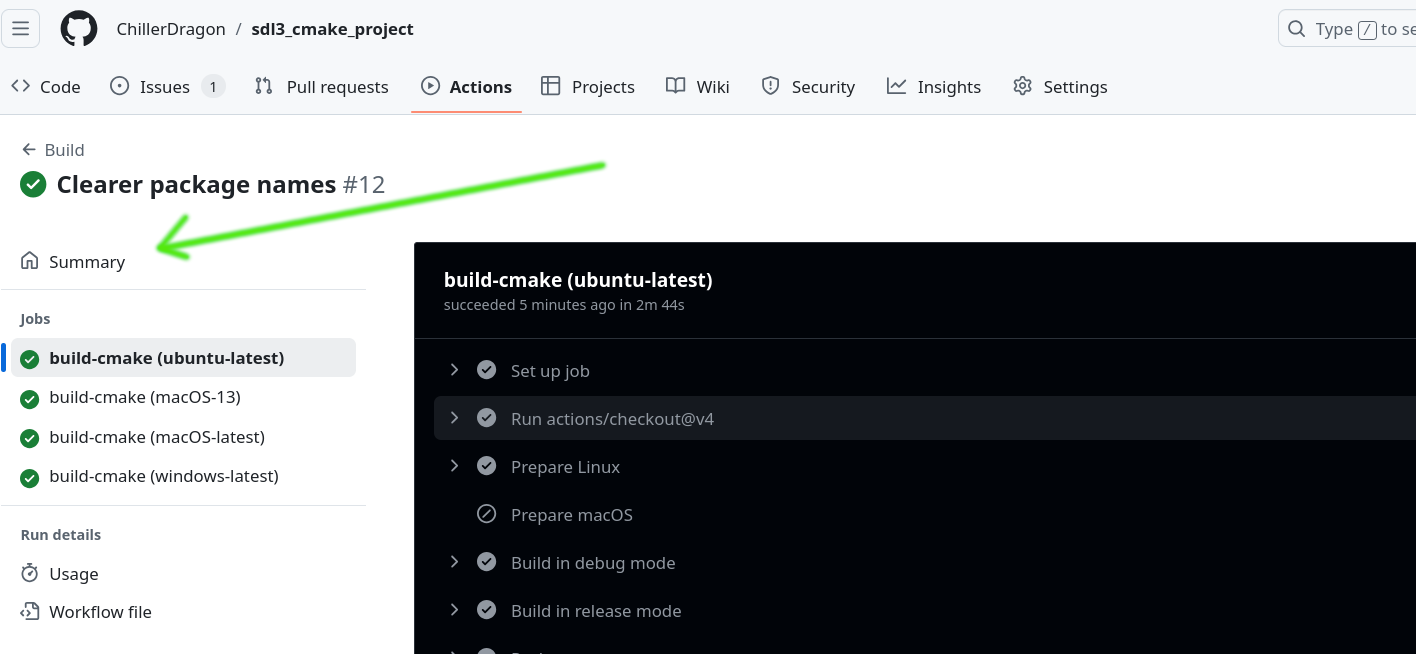 ChillerDragon / sdl3_cmake_project
Type / to se
Code Issues 1 Pull requests Actions Projects Wiki Security Insights Settings
Build
Clearer package names #12
Summary
Jobs
build-cmake (ubuntu-latest)
build-cmake (macOS-13)
build-cmake (macOS-latest)
build-cmake (windows-latest)
Run details
Usage
Workflow file
build-cmake (ubuntu-latest)
succeeded 5 minutes ago in 2m 44s
Set up job
Run actions/checkout@v4
Prepare Linux
Prepare macOS
Build in debug mode
Build in release mode